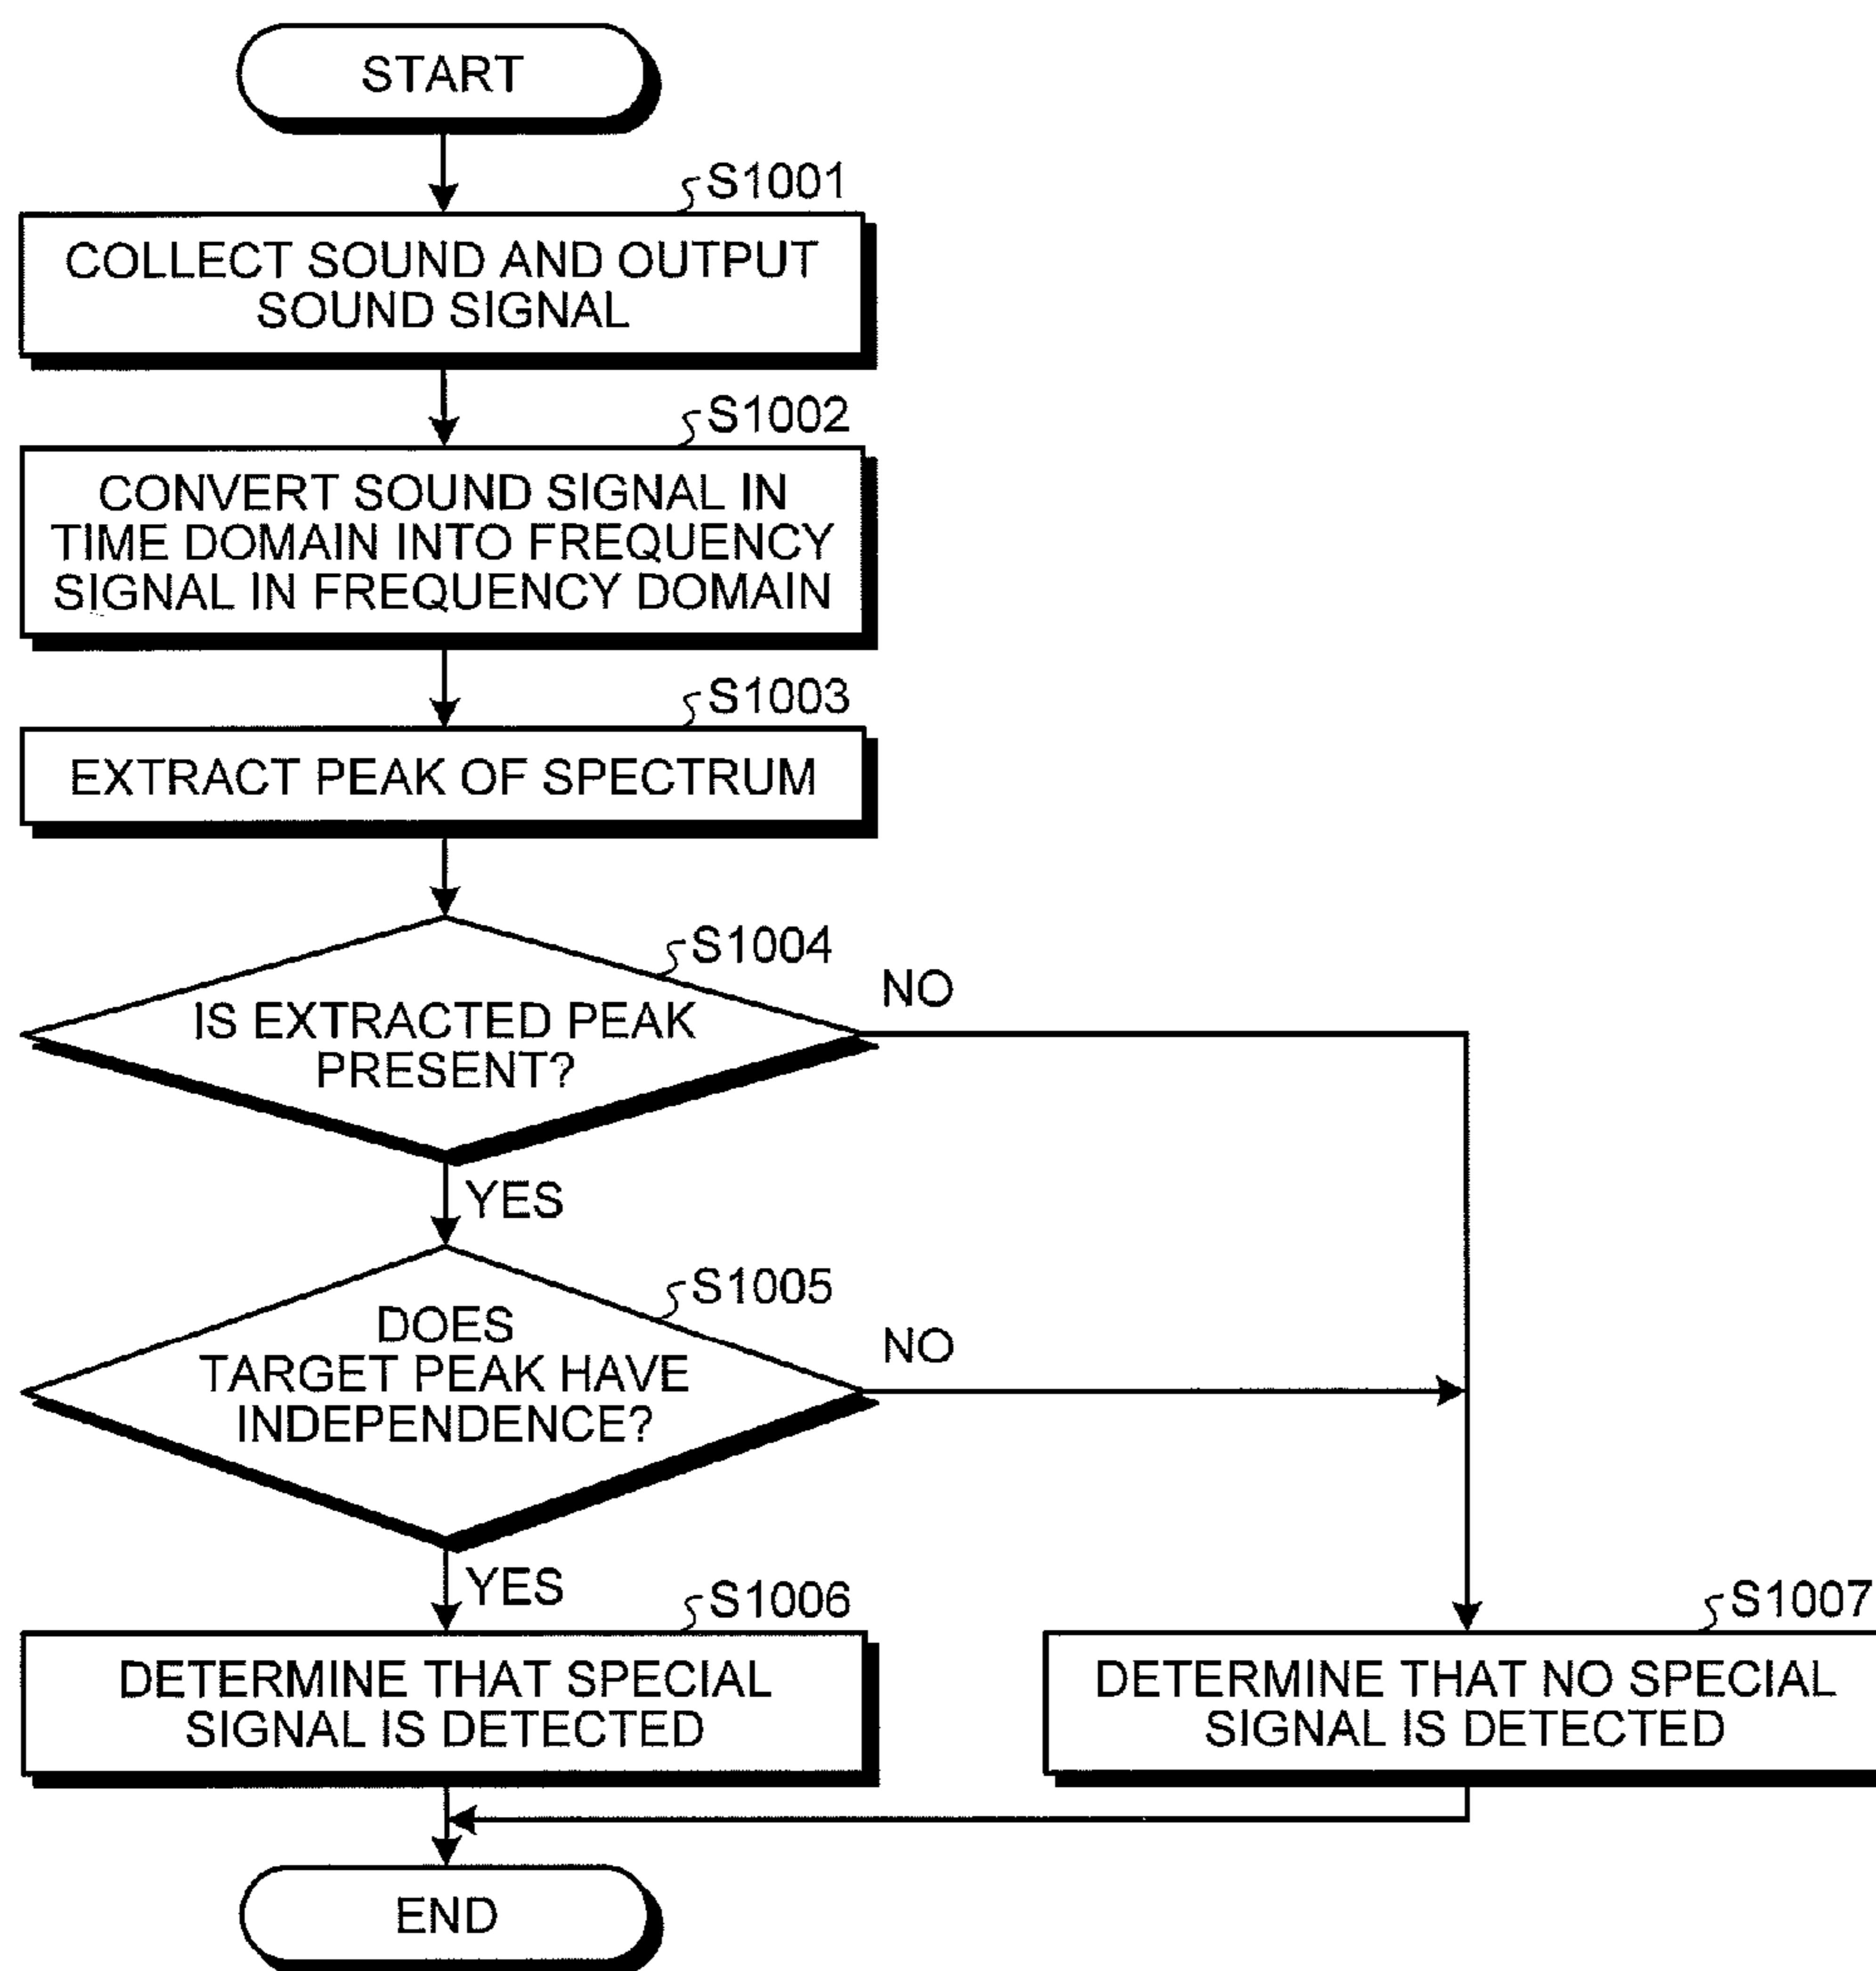 START
S1001
COLLECT SOUND AND OUTPUT
SOUND SIGNAL
S1002
CONVERT SOUND SIGNAL IN
TIME DOMAIN INTO FREQUENCY
SIGNAL IN FREQUENCY DOMAIN
S1003
EXTRACT PEAK OF SPECTRUM
S1004
IS EXTRACTED PEAK
PRESENT?
NO
YES
S1005
DOES
TARGET PEAK HAVE
INDEPENDENCE?
NO
YES
S1006
DETERMINE THAT SPECIAL
SIGNAL IS DETECTED
S1007
DETERMINE THAT NO SPECIAL
SIGNAL IS DETECTED
END